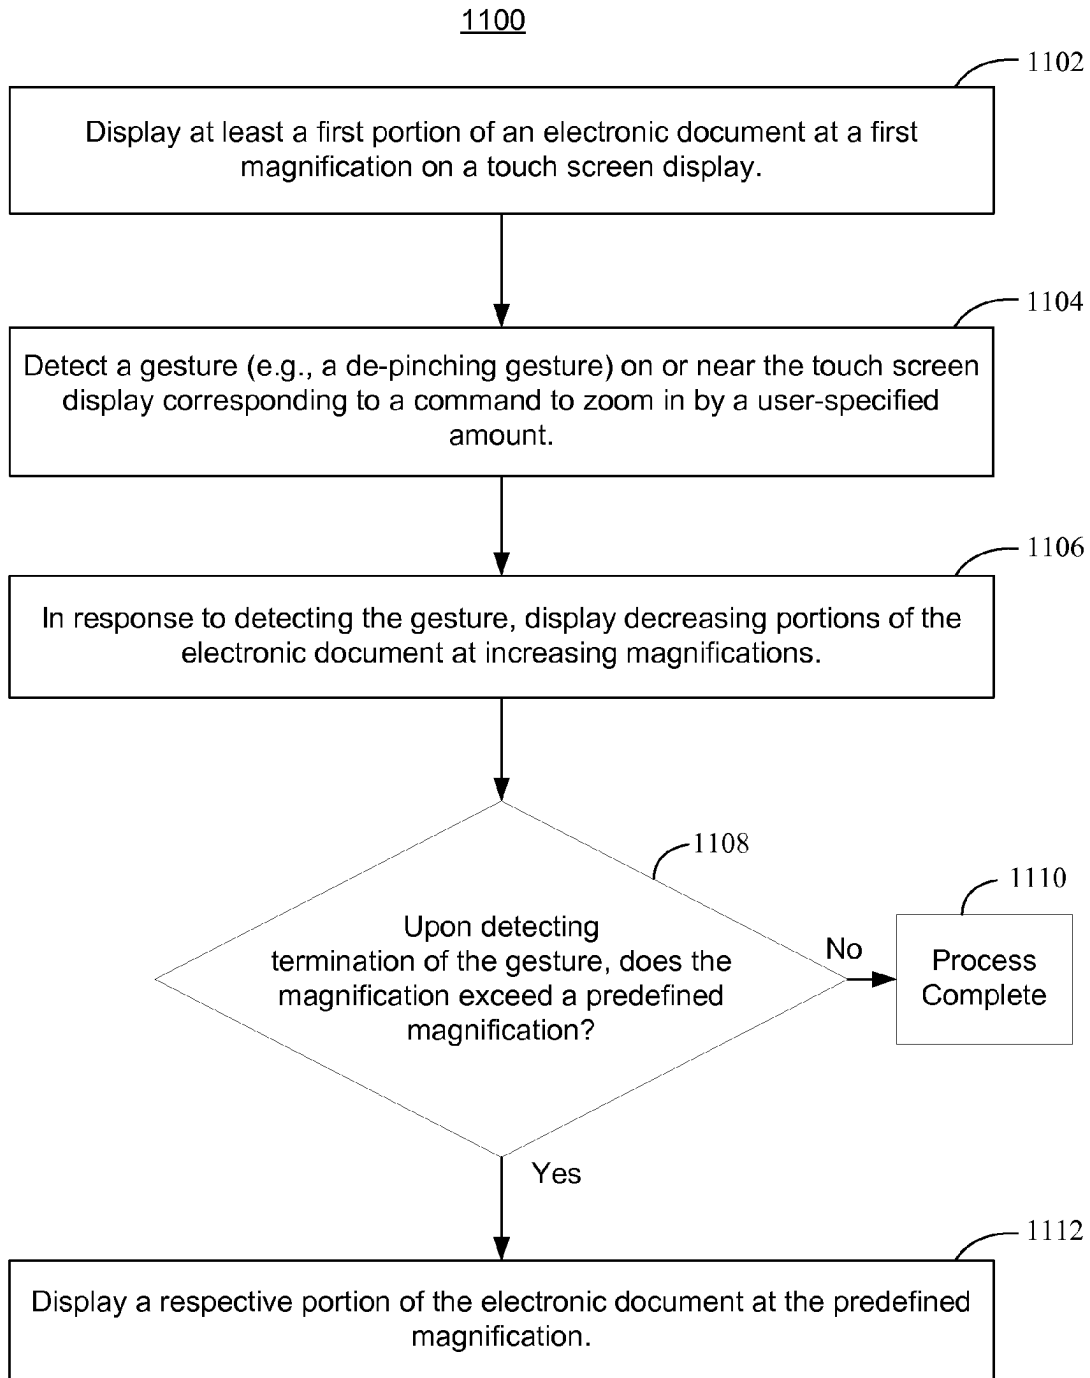 1100
1102
Display at least a first portion of an electronic document at a first
magnification on a touch screen display.
1104
Detect a gesture (e.g., a de-pinching gesture) on or near the touch screen
display corresponding to a command to zoom in by a user-specified
amount.
1106
In response to detecting the gesture, display decreasing portions of the
electronic document at increasing magnifications.
1108
Upon detecting
termination of the gesture, does the
magnification exceed a predefined
magnification?
No
1110
Process
Complete
Yes
1112
Display a respective portion of the electronic document at the predefined
magnification.